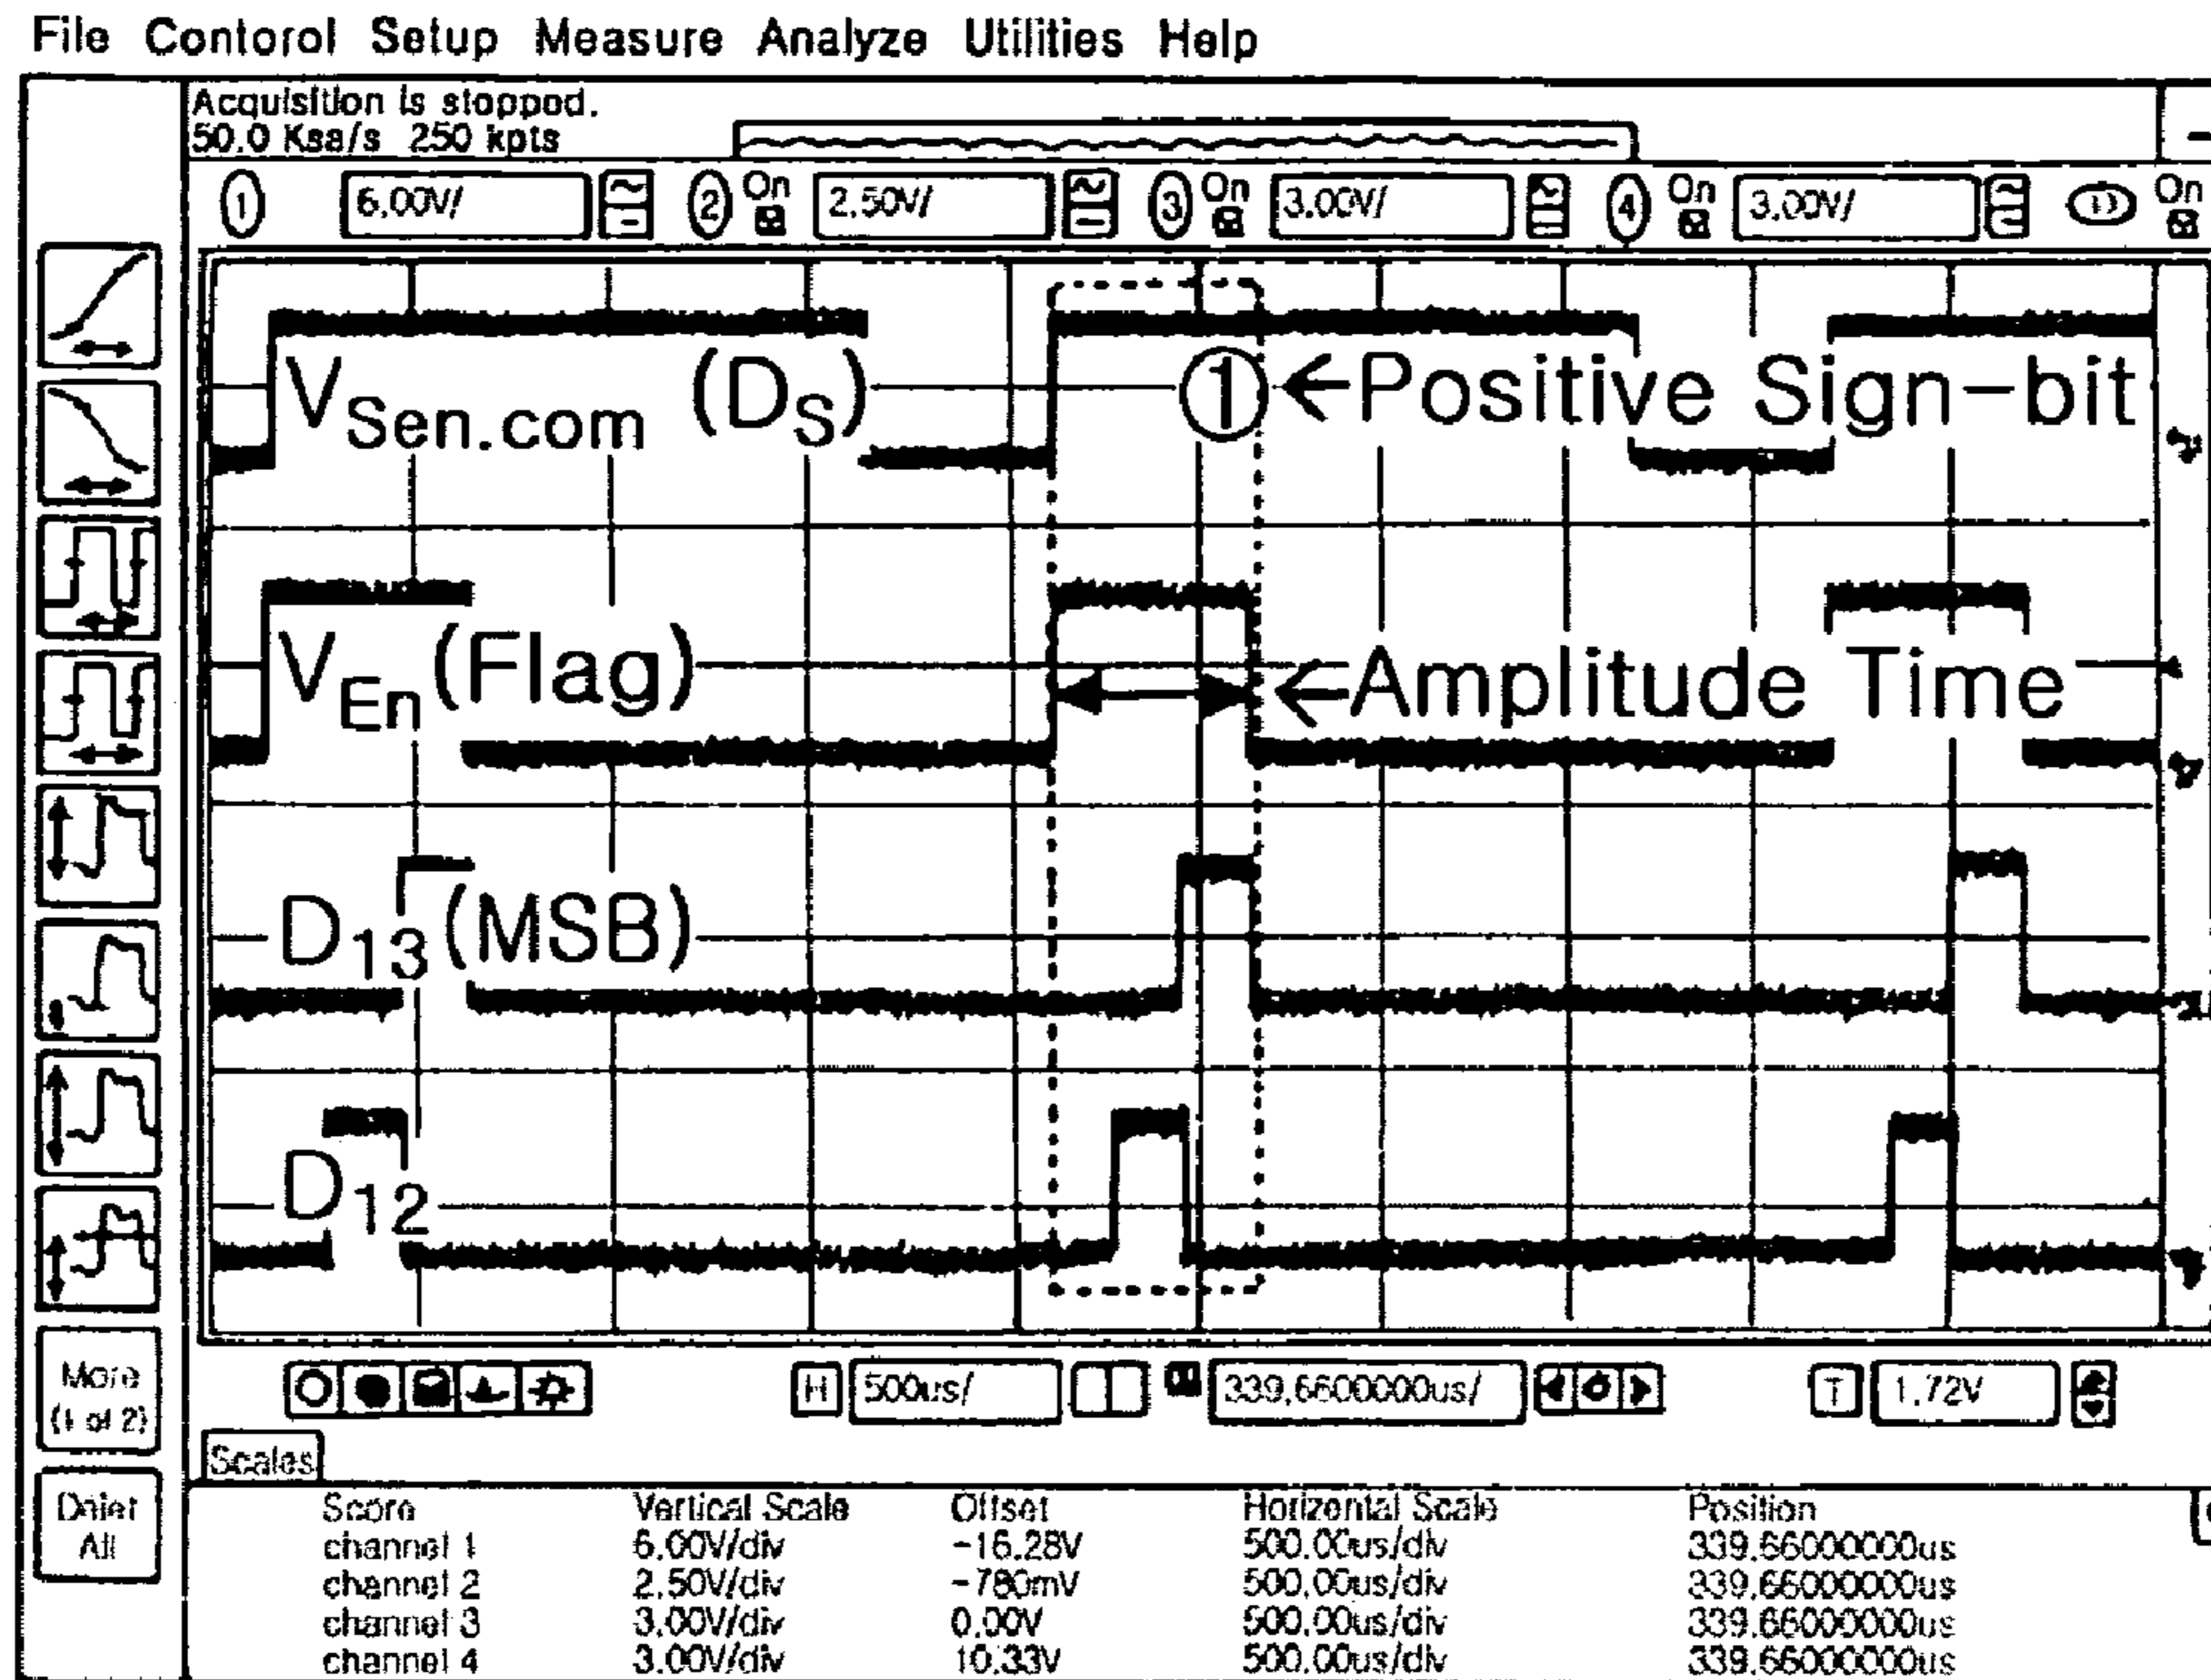 File Contorol Setup Measure Analyze Utilities Help
Acquisition is stoppod.
50.0 Ksa/s 250 kpts
1 6.00V/ 2 On 2.50V/ 3 On 3.00V/ 4 On 3.00V/ On
VSen.com (DS) ① ←Positive Sign-bit
VEn (Flag) ←Amplitude Time
D13 (MSB)
D12
More
(1 of 2)
H 500us/ 339,6600000us/ T 1.72V
Scales
All
Score Vertical Scale Offset Horizental Scale Position
channel 1 6.00V/div -16.28V 500.00us/div 339.66000000us
channel 2 2.50V/div -780mV 500.00us/div 339.66000000us
channel 3 3.00V/div 0.00V 500.00us/div 339.66000000us
channel 4 3.00V/div 10.33V 500.00us/div 339.66000000us